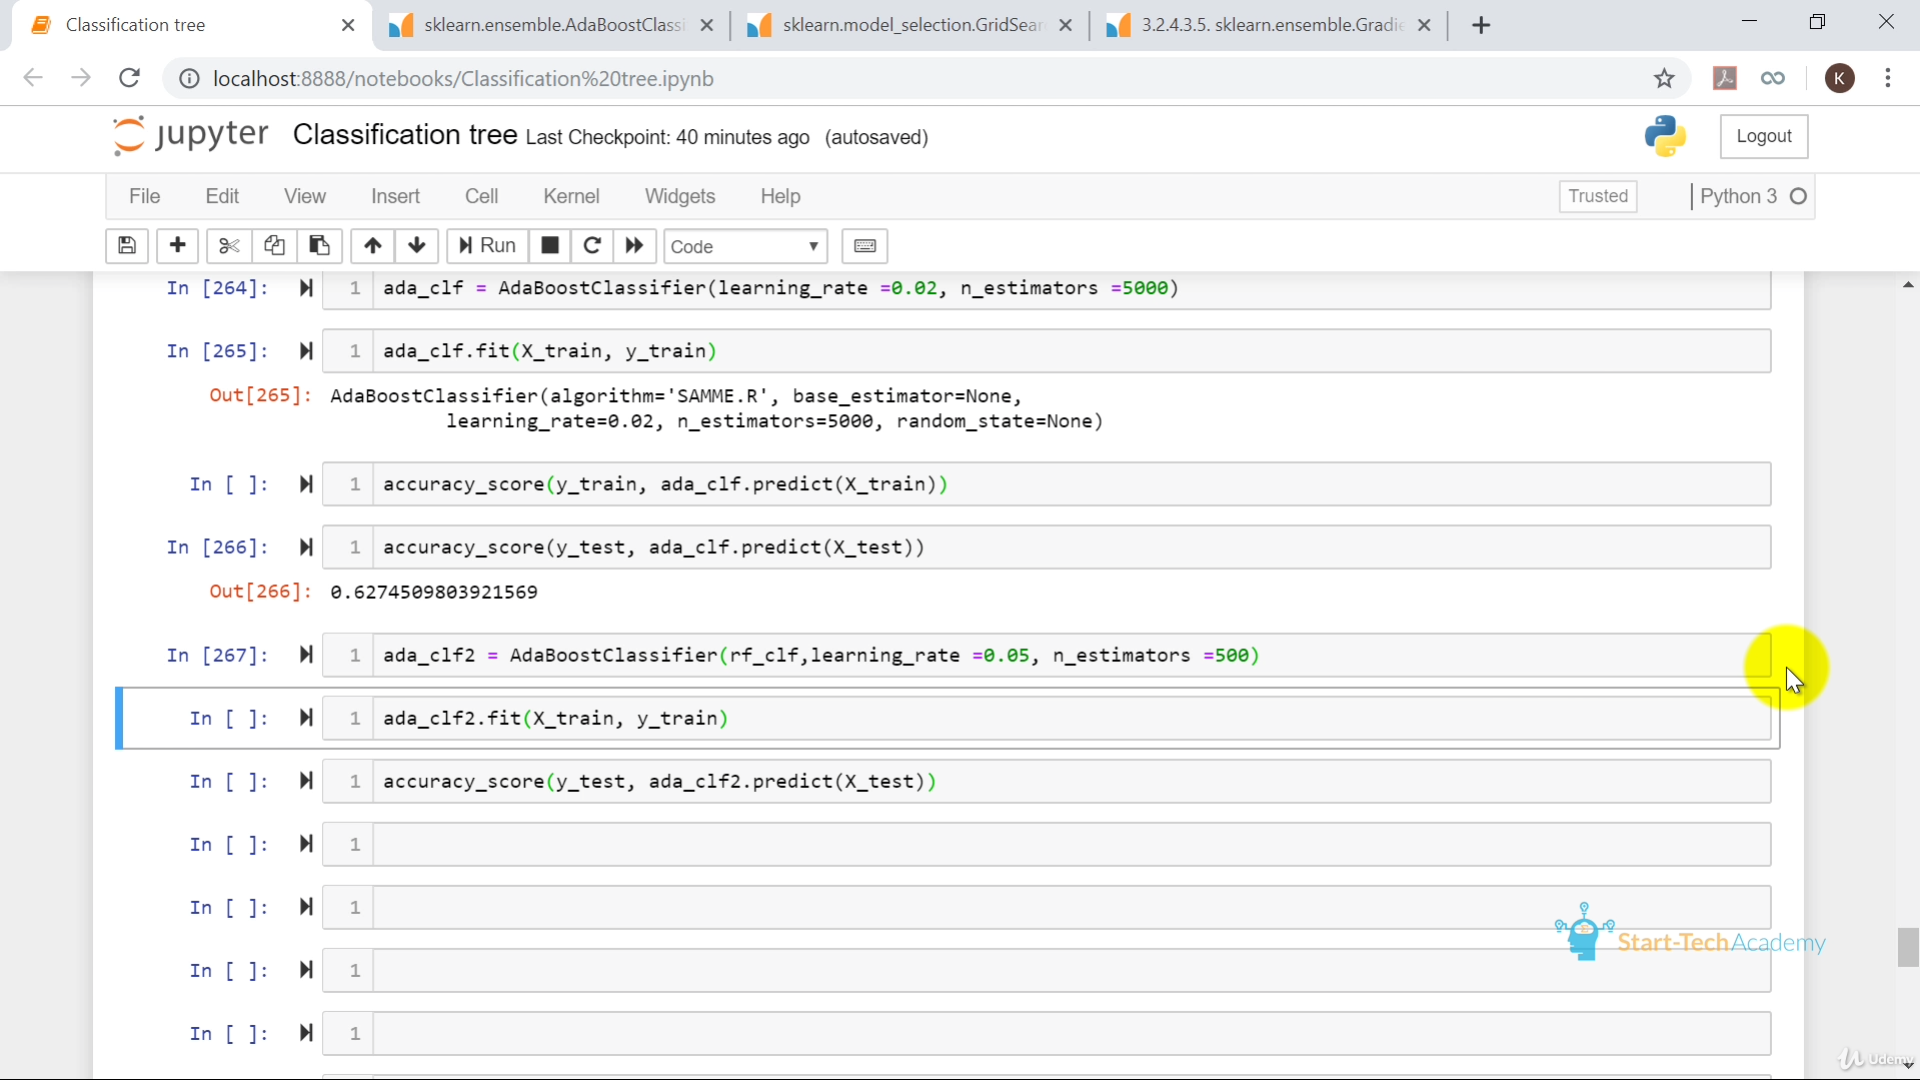 Classification tree
sklearn.ensemble.AdaBoostClassi
sklearn.model_selection.GridSear
3.2.4.3.5. sklearn.ensemble.Gradie
localhost:8888/notebooks/Classification%20tree.ipynb
K
jupyter Classification tree Last Checkpoint: 40 minutes ago (autosaved)
Logout
File Edit View Insert Cell Kernel Widgets Help
Trusted
Python 3
Run
Code
In [264]: 1 ada_clf = AdaBoostClassifier(learning_rate =0.02, n_estimators =5000)
In [265]: 1 ada_clf.fit(X_train, y_train)
Out[265]: AdaBoostClassifier(algorithm='SAMME.R', base_estimator=None,
learning_rate=0.02, n_estimators=5000, random_state=None)
In [ ]: 1 accuracy_score(y_train, ada_clf.predict(X_train))
In [266]: 1 accuracy_score(y_test, ada_clf.predict(X_test))
Out[266]: 0.6274509803921569
In [267]: 1 ada_clf2 = AdaBoostClassifier(rf_clf,learning_rate =0.05, n_estimators =500)
In [ ]: 1 ada_clf2.fit(X_train, y_train)
In [ ]: 1 accuracy_score(y_test, ada_clf2.predict(X_test))
In [ ]: 1
In [ ]: 1
Start-TechAcademy
In [ ]: 1
In [ ]: 1
Udemy